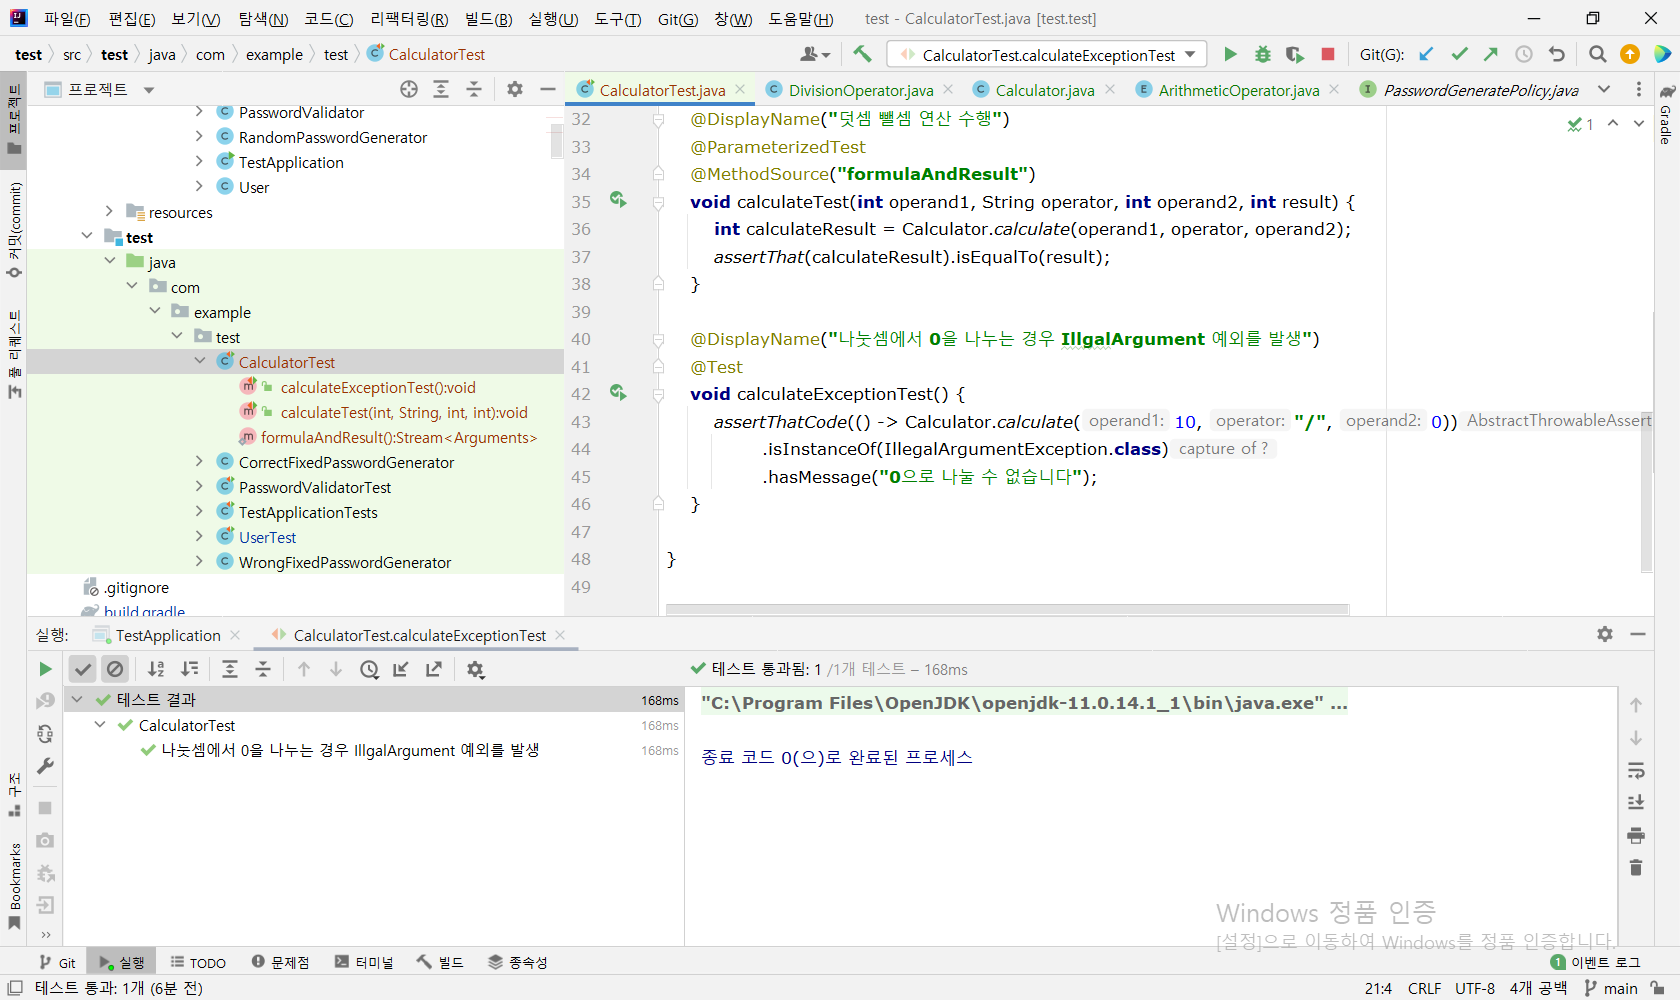 파일(F) 편집(E) 보기(V) 탐색(N) 코드(C) 리팩터링(R) 빌드(B) 실행(U) 도구(T) Git(G) 창(W) 도움말(H) test - CalculatorTest.java [test.test]
test src test java com example test CalculatorTest CalculatorTest.calculateExceptionTest Git(G):
프로젝트
CalculatorTest.java DivisionOperator.java Calculator.java ArithmeticOperator.java PasswordGeneratePolicy.java
프로젝트
커밋(commit)
풀 리퀘스트
구조
Bookmarks
Gradle
PasswordValidator
RandomPasswordGenerator
TestApplication
User
resources
test
java
com
example
test
CalculatorTest
calculateExceptionTest():void
calculateTest(int, String, int, int):void
formulaAndResult():Stream<Arguments>
CorrectFixedPasswordGenerator
PasswordValidatorTest
TestApplicationTests
UserTest
WrongFixedPasswordGenerator
.gitignore
build.gradle
1
32 @DisplayName("덧셈 뺄셈 연산 수행")
33 @ParameterizedTest
34 @MethodSource("formulaAndResult")
35 void calculateTest(int operand1, String operator, int operand2, int result) {
36 int calculateResult = Calculator.calculate(operand1, operator, operand2);
37 assertThat(calculateResult).isEqualTo(result);
38 }
39
40 @DisplayName("나눗셈에서 0을 나누는 경우 IllgalArgument 예외를 발생")
41 @Test
42 void calculateExceptionTest() {
43 assertThatCode(() -> Calculator.calculate( operand1: 10, operator: "/", operand2: 0)) AbstractThrowableAssert
44 .isInstanceOf(IllegalArgumentException.class) capture of ?
45 .hasMessage("0으로 나눌 수 없습니다");
46 }
47
48 }
49
실행: TestApplication CalculatorTest.calculateExceptionTest
테스트 통과됨: 1 /1개 테스트 – 168ms
테스트 결과 168ms
CalculatorTest 168ms
나눗셈에서 0을 나누는 경우 IllgalArgument 예외를 발생 168ms
"C:\Program Files\OpenJDK\openjdk-11.0.14.1_1\bin\java.exe" ...
종료 코드 0(으)로 완료된 프로세스
Windows 정품 인증
[설정]으로 이동하여 Windows를 정품 인증합니다.
Git 실행 TODO 문제점 터미널 빌드 종속성 1 이벤트 로그
테스트 통과: 1개 (6분 전) 21:4 CRLF UTF-8 4개 공백 main